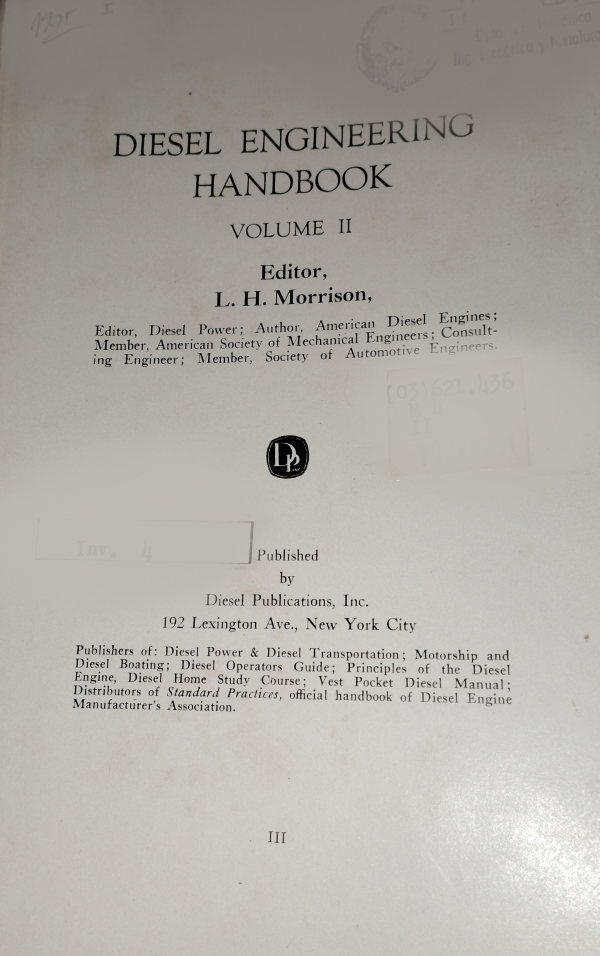 DIESEL ENGINEERING
HANDBOOK
VOLUME II
Editor,
L. H. Morrison,
Editor, Diesel Power; Author, American Diesel Engines;
Member, American Society of Mechanical Engineers; Consult-
ing Engineer; Member, Society of Automotive Engineers.
DP
Inv.
Published
by
Diesel Publications, Inc.
192 Lexington Ave., New York City
Publishers of: Diesel Power & Diesel Transportation; Motorship and
Diesel Boating; Diesel Operators Guide; Principles of the Diesel
Engine, Diesel Home Study Course; Vest Pocket Diesel Manual;
Distributors of Standard Practices, official handbook of Diesel Engine
Manufacturer's Association.
III